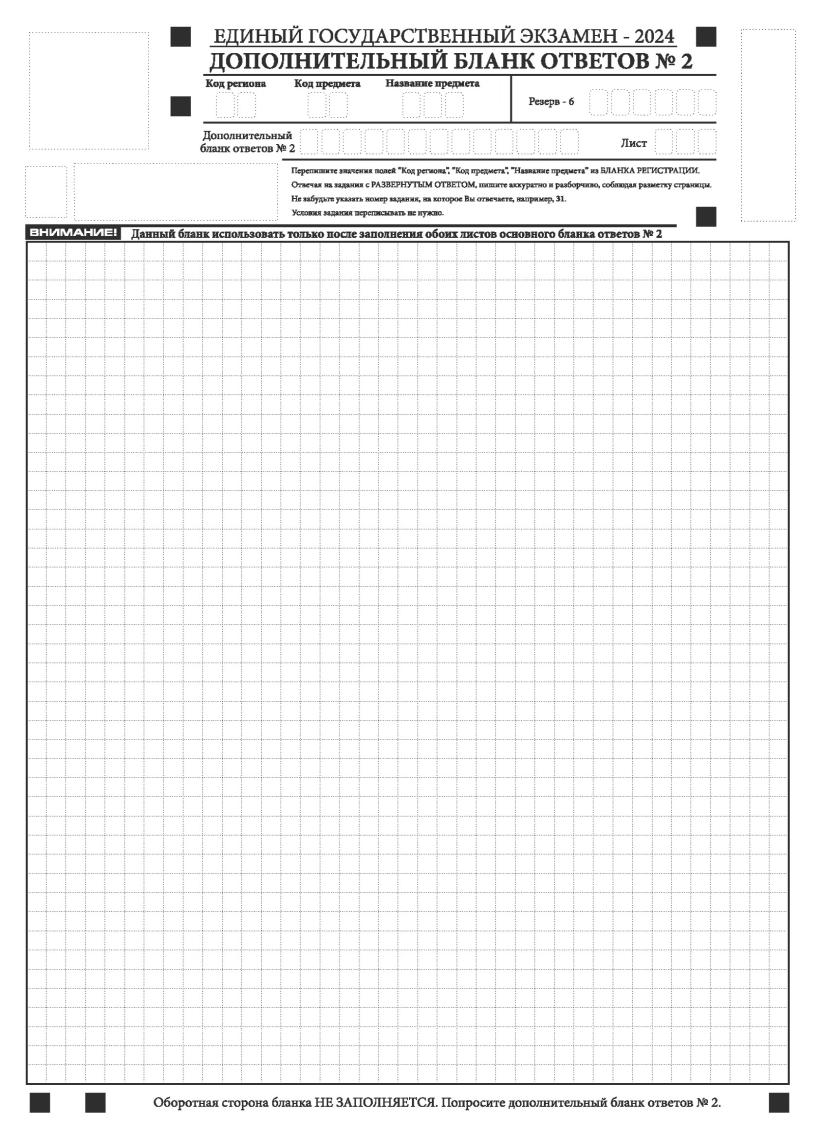 ЕДИНЫЙ ГОСУДАРСТВЕННЫЙ ЭКЗАМЕН - 2024
ДОПОЛНИТЕЛЬНЫЙ БЛАНК ОТВЕТОВ № 2
Код региона Код предмета Название предмета
Резерв - 6
Дополнительный
бланк ответов № 2
Лист
Перепишите значения полей "Код региона", "Код предмета", "Название предмета" из БЛАНКА РЕГИСТРАЦИИ.
Отвечая на задания с РАЗВЕРНУТЫМ ОТВЕТОМ, пишите аккуратно и разборчиво, соблюдая разметку страницы.
Не забудьте указать номер задания, на которое Вы отвечаете, например, 31.
Условия задания переписывать не нужно.
ВНИМАНИЕ! Данный бланк использовать только после заполнения обоих листов основного бланка ответов № 2
Оборотная сторона бланка НЕ ЗАПОЛНЯЕТСЯ. Попросите дополнительный бланк ответов № 2.